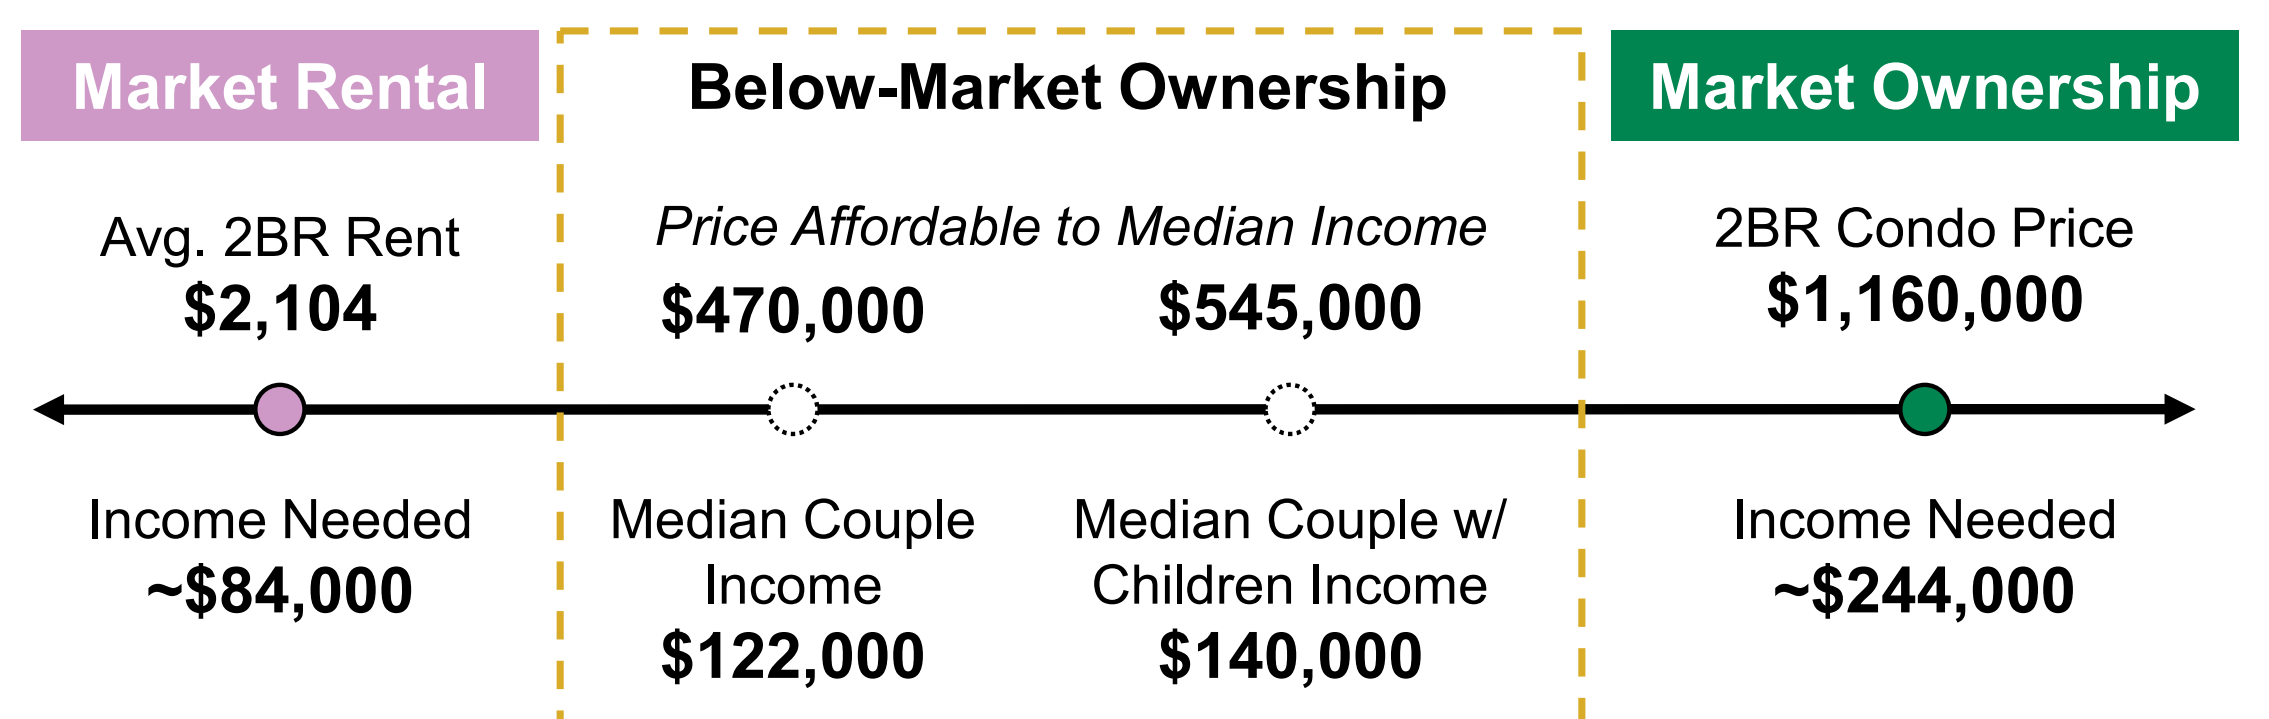 Market Rental
Below-Market Ownership
Market Ownership
Avg. 2BR Rent
$2,104
Price Affordable to Median Income
$470,000
$545,000
2BR Condo Price
$1,160,000
Income Needed
~$84,000
Median Couple
Income
$122,000
Median Couple w/
Children Income
$140,000
Income Needed
~$244,000